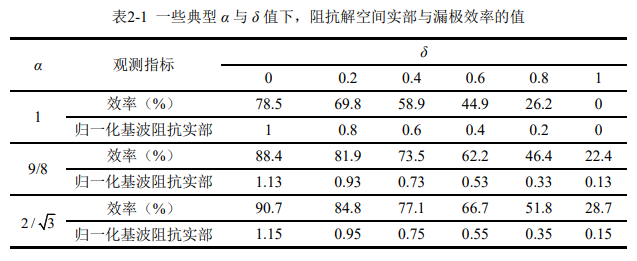 表2-1 一些典型 α 与 δ 值下，阻抗解空间实部与漏极效率的值
α 观测指标 δ
0 0.2 0.4 0.6 0.8 1
1 效率（%） 78.5 69.8 58.9 44.9 26.2 0
归一化基波阻抗实部 1 0.8 0.6 0.4 0.2 0
9/8 效率（%） 88.4 81.9 73.5 62.2 46.4 22.4
归一化基波阻抗实部 1.13 0.93 0.73 0.53 0.33 0.13
2/√3 效率（%） 90.7 84.8 77.1 66.7 51.8 28.7
归一化基波阻抗实部 1.15 0.95 0.75 0.55 0.35 0.15